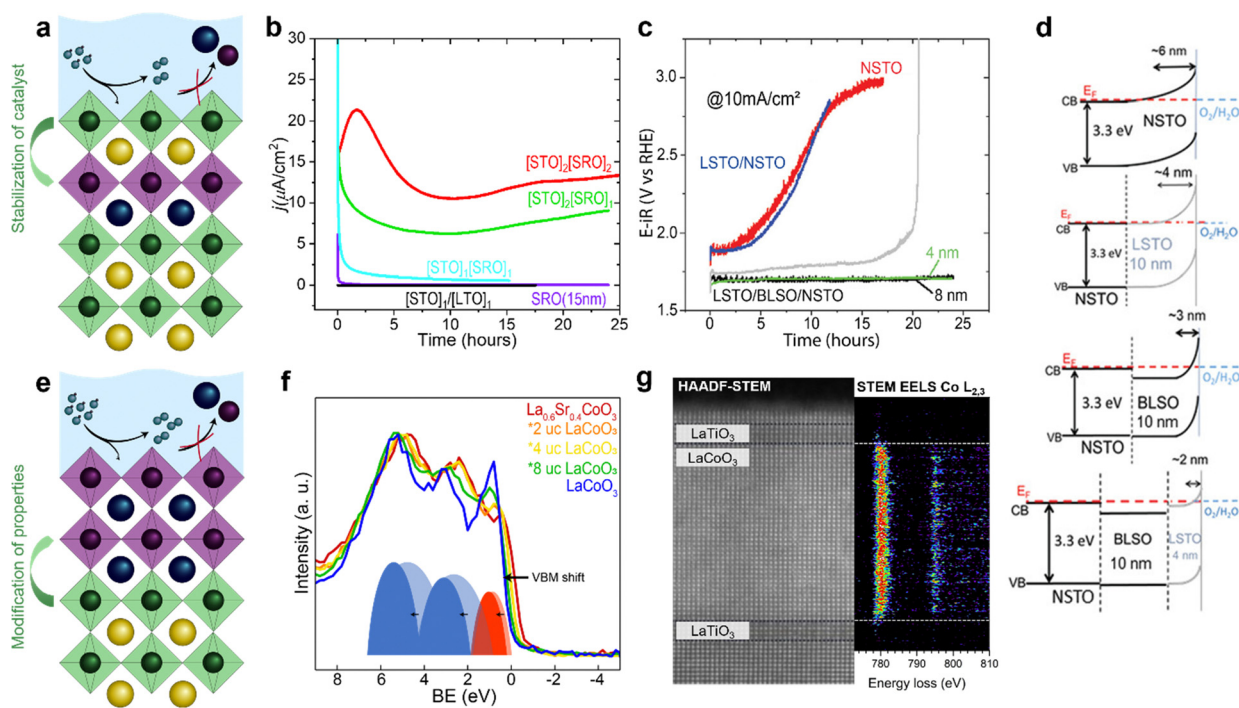 a
Stabilization of catalyst
b
j(μA/cm²)
30
25
20
15
10
5
0
[STO]₂[SRO]₂
[STO]₂[SRO]₁
[STO]₁[SRO]₁
[STO]₁/[LTO]₁
SRO(15nm)
0 5 10 15 20 25
Time (hours)
c
E-iR (V vs RHE)
3.0
2.5
2.0
1.5
@10mA/cm²
NSTO
LSTO/NSTO
4 nm
8 nm
LSTO/BLSO/NSTO
0 5 10 15 20 25
Time (hours)
d
~6 nm
E_F
CB
NSTO
O₂/H₂O
3.3 eV
VB
~4 nm
E_F
CB
O₂/H₂O
3.3 eV
LSTO
10 nm
VB
NSTO
~3 nm
E_F
CB
O₂/H₂O
3.3 eV
BLSO
10 nm
VB
NSTO
~2 nm
E_F
CB
O₂/H₂O
3.3 eV
BLSO
10 nm
LSTO
4 nm
VB
NSTO
e
Modification of properties
f
Intensity (a. u.)
La₀.₆Sr₀.₄CoO₃
*2 uc LaCoO₃
*4 uc LaCoO₃
*8 uc LaCoO₃
LaCoO₃
VBM shift
8 6 4 2 0 -2 -4
BE (eV)
g
HAADF-STEM
STEM EELS Co L₂,₃
LaTiO₃
LaCoO₃
LaTiO₃
780 790 800 810
Energy loss (eV)